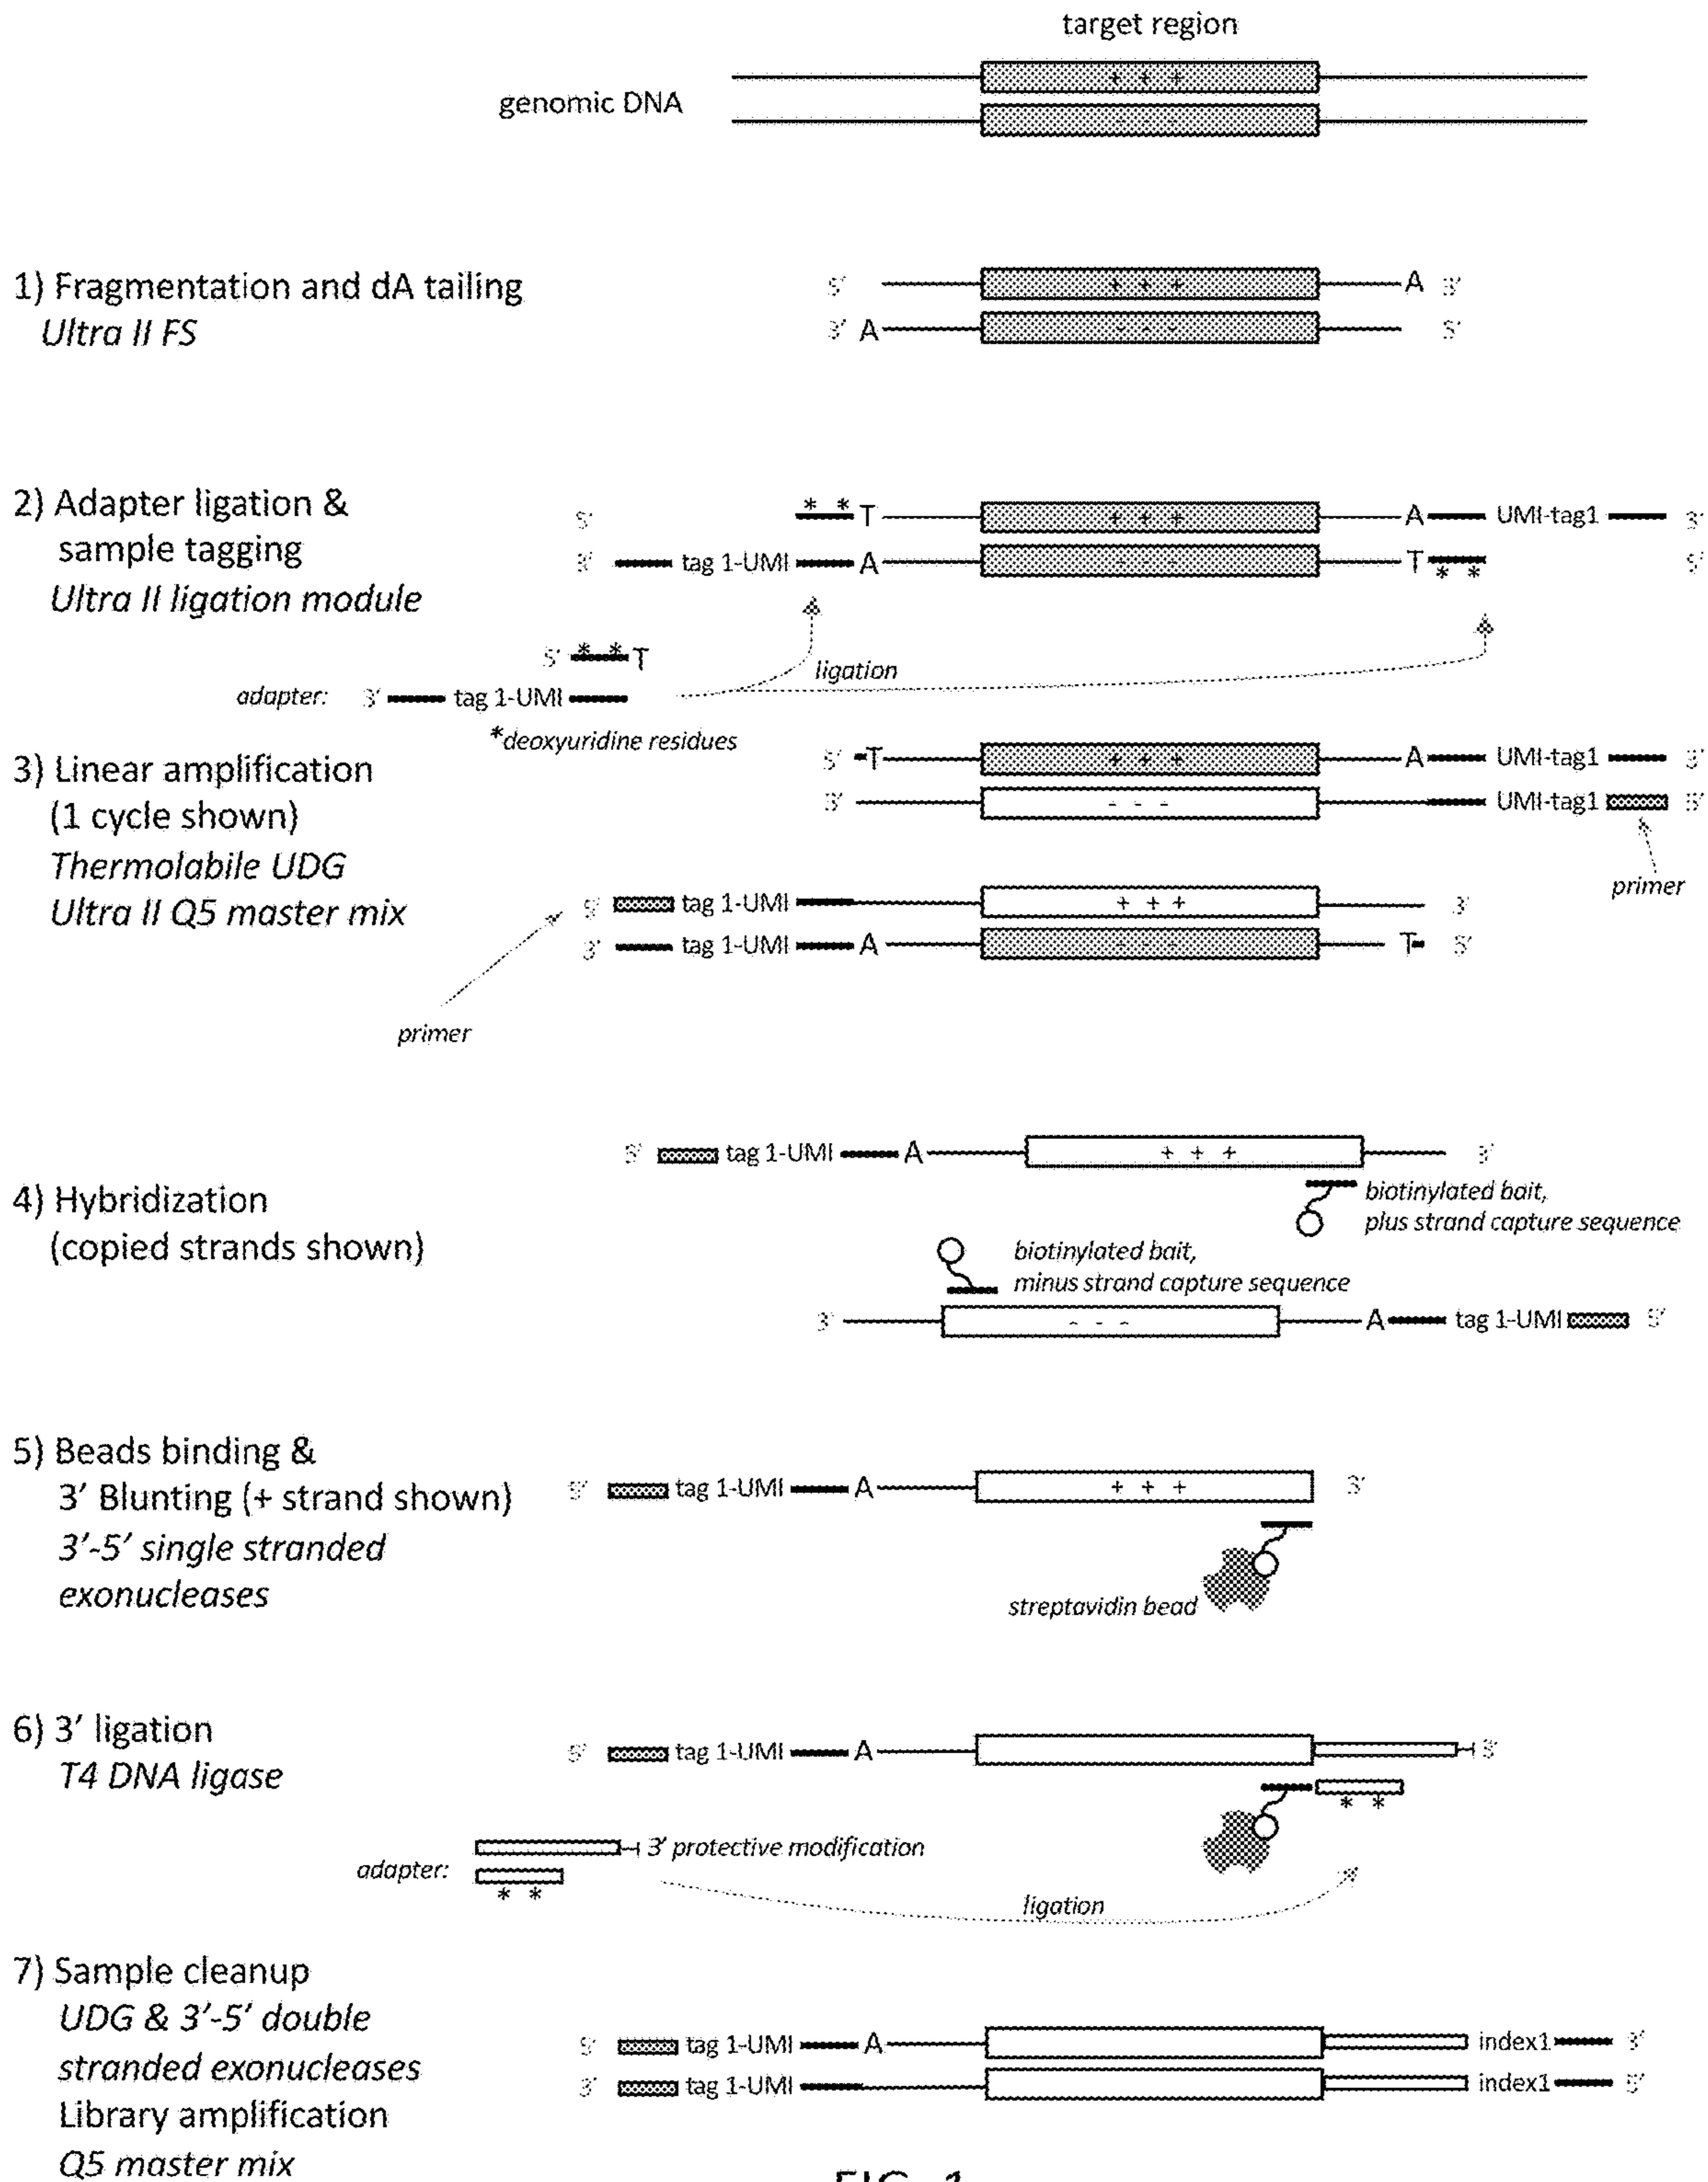 target region
+ + +
genomic DNA
- - -
1) Fragmentation and dA tailing
Ultra II FS
5' + + + A 3'
3' A - - - 5'
2) Adapter ligation &
sample tagging
Ultra II ligation module
5' * * T + + + A UMI-tag1 3'
3' tag 1-UMI A - - - T 5'
* *
5' * * T
ligation
adapter: 3' tag 1-UMI
*deoxyuridine residues
3) Linear amplification
(1 cycle shown)
Thermolabile UDG
Ultra II Q5 master mix
5' T + + + A UMI-tag1 3'
3' - - - UMI-tag1 5'
primer
5' tag 1-UMI + + + 3'
3' tag 1-UMI A - - T 5'
primer
4) Hybridization
(copied strands shown)
5' tag 1-UMI A + + + 3'
biotinylated bait,
plus strand capture sequence
biotinylated bait,
minus strand capture sequence
3' - - - A tag 1-UMI 5'
5) Beads binding &
3' Blunting (+ strand shown)
3'-5' single stranded
exonucleases
5' tag 1-UMI A + + + 3'
streptavidin bead
6) 3' ligation
T4 DNA ligase
5' tag 1-UMI A 3'
* *
3' protective modification
adapter:
* *
ligation
7) Sample cleanup
UDG & 3'-5' double
stranded exonucleases
Library amplification
Q5 master mix
5' tag 1-UMI A index1 3'
3' tag 1-UMI index1 5'
FIG. 1